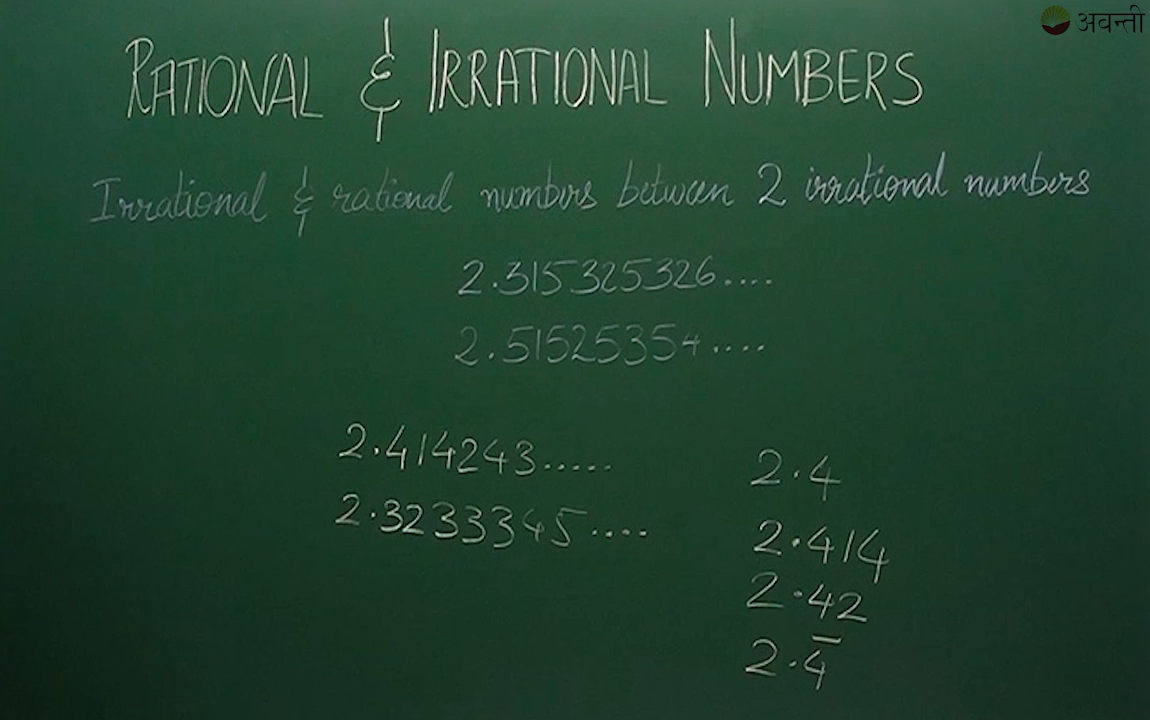 अवन्ती
RATIONAL & IRRATIONAL NUMBERS
Irrational & rational numbers between 2 irrational numbers
2.315325326....
2.51525354....
2.414243.....
2.3233345....
2.4
2.414
2.42
2.4̅